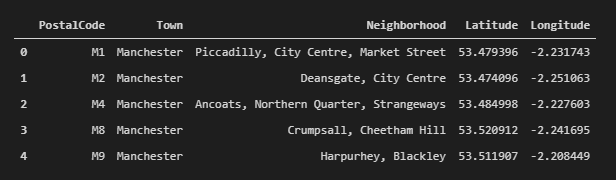 PostalCode Town Neighborhood Latitude Longitude
0 M1 Manchester Piccadilly, City Centre, Market Street 53.479396 -2.231743
1 M2 Manchester Deansgate, City Centre 53.474096 -2.251063
2 M4 Manchester Ancoats, Northern Quarter, Strangeways 53.484998 -2.227603
3 M8 Manchester Crumpsall, Cheetham Hill 53.520912 -2.241695
4 M9 Manchester Harpurhey, Blackley 53.511907 -2.208449